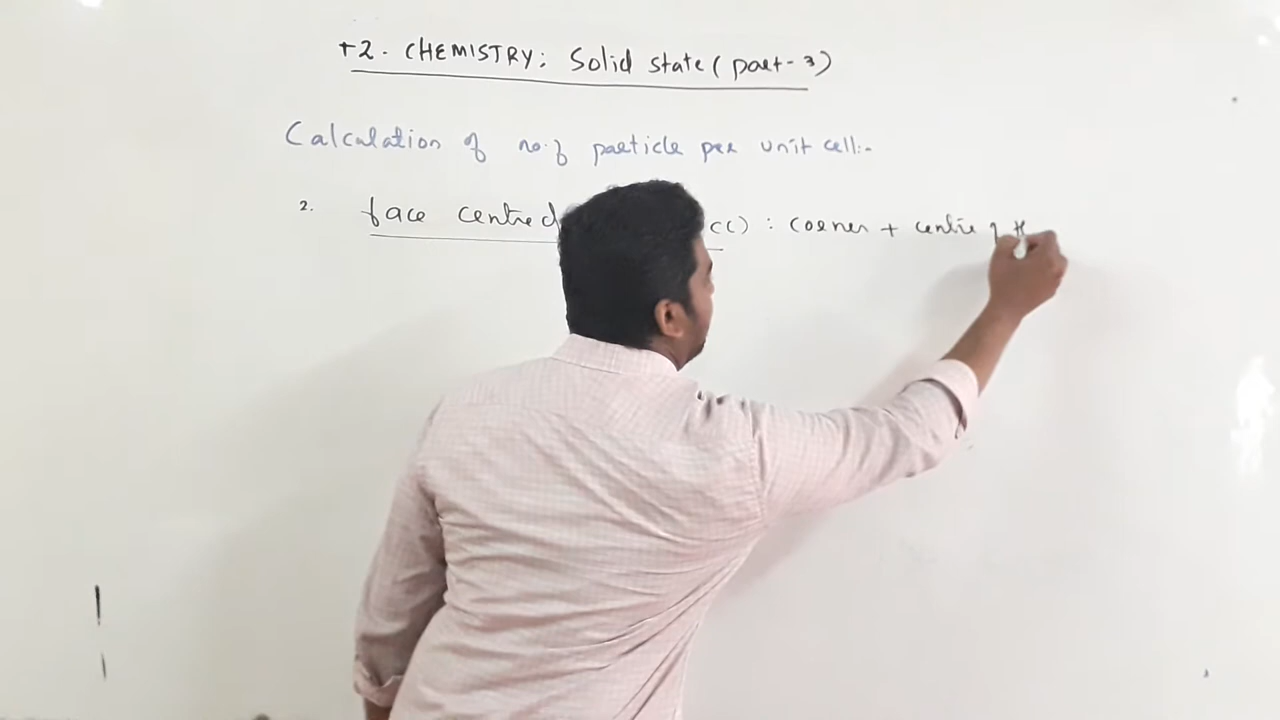 +2. CHEMISTRY: Solid state (part-3)
Calculation of no.of particle per unit cell:-
2. face centred cc) : corner + centre of